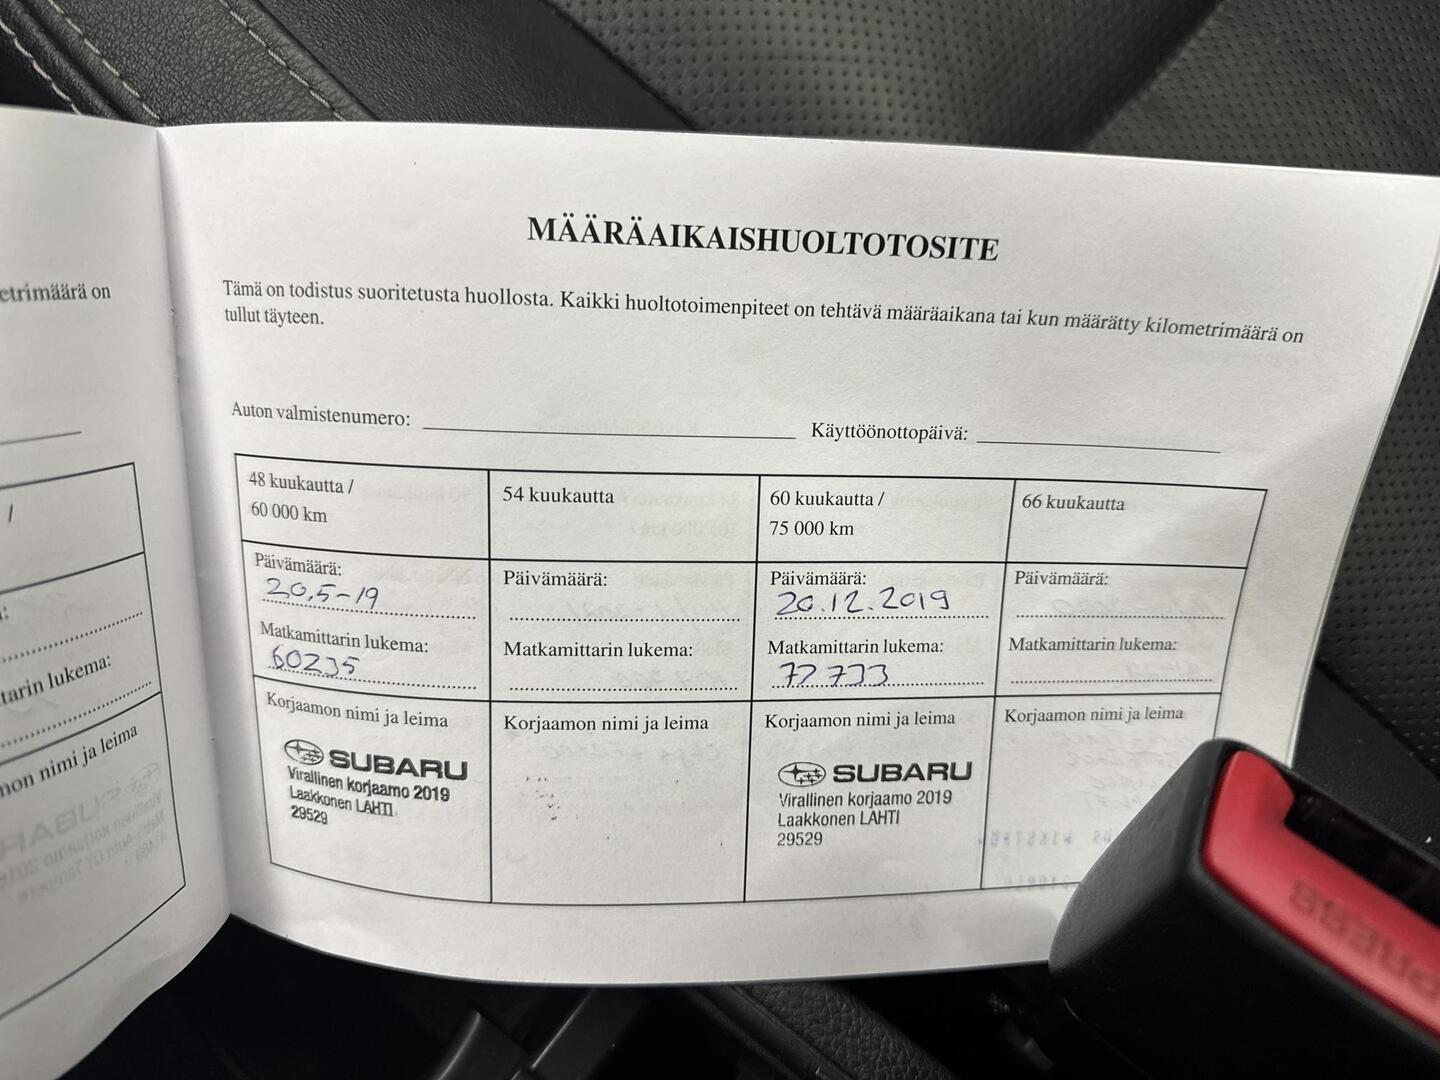 MÄÄRÄAIKAISHUOLTOTOSITE
Tämä on todistus suoritetusta huollosta. Kaikki huoltotoimenpiteet on tehtävä määräaikana tai kun määrätty kilometrimäärä on
tullut täyteen.
Auton valmistenumero:
Käyttöönottopäivä:
48 kuukautta /
60 000 km
Päivämäärä:
20.5-19
Matkamittarin lukema:
60235
Korjaamon nimi ja leima
SUBARU
Virallinen korjaamo 2019
Laakkonen LAHTI
29529
54 kuukautta
Päivämäärä:
Matkamittarin lukema:
Korjaamon nimi ja leima
60 kuukautta /
75 000 km
Päivämäärä:
20.12.2019
Matkamittarin lukema:
77 733
Korjaamon nimi ja leima
SUBARU
Virallinen korjaamo 2019
Laakkonen LAHTI
29529
66 kuukautta
Päivämäärä:
Matkamittarin lukema:
Korjaamon nimi ja leima
etrimäärä on
/
tarin lukema:
mon nimi ja leima
PRESS